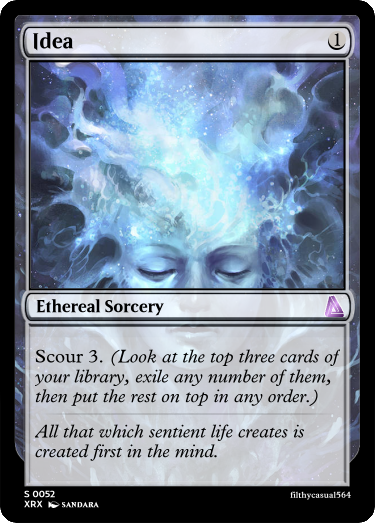 Idea 1
Ethereal Sorcery
Scour 3. (Look at the top three cards of
your library, exile any number of them,
then put the rest on top in any order.)
All that which sentient life creates is
created first in the mind.
S 0052
XRX SANDARA
filthycasual564